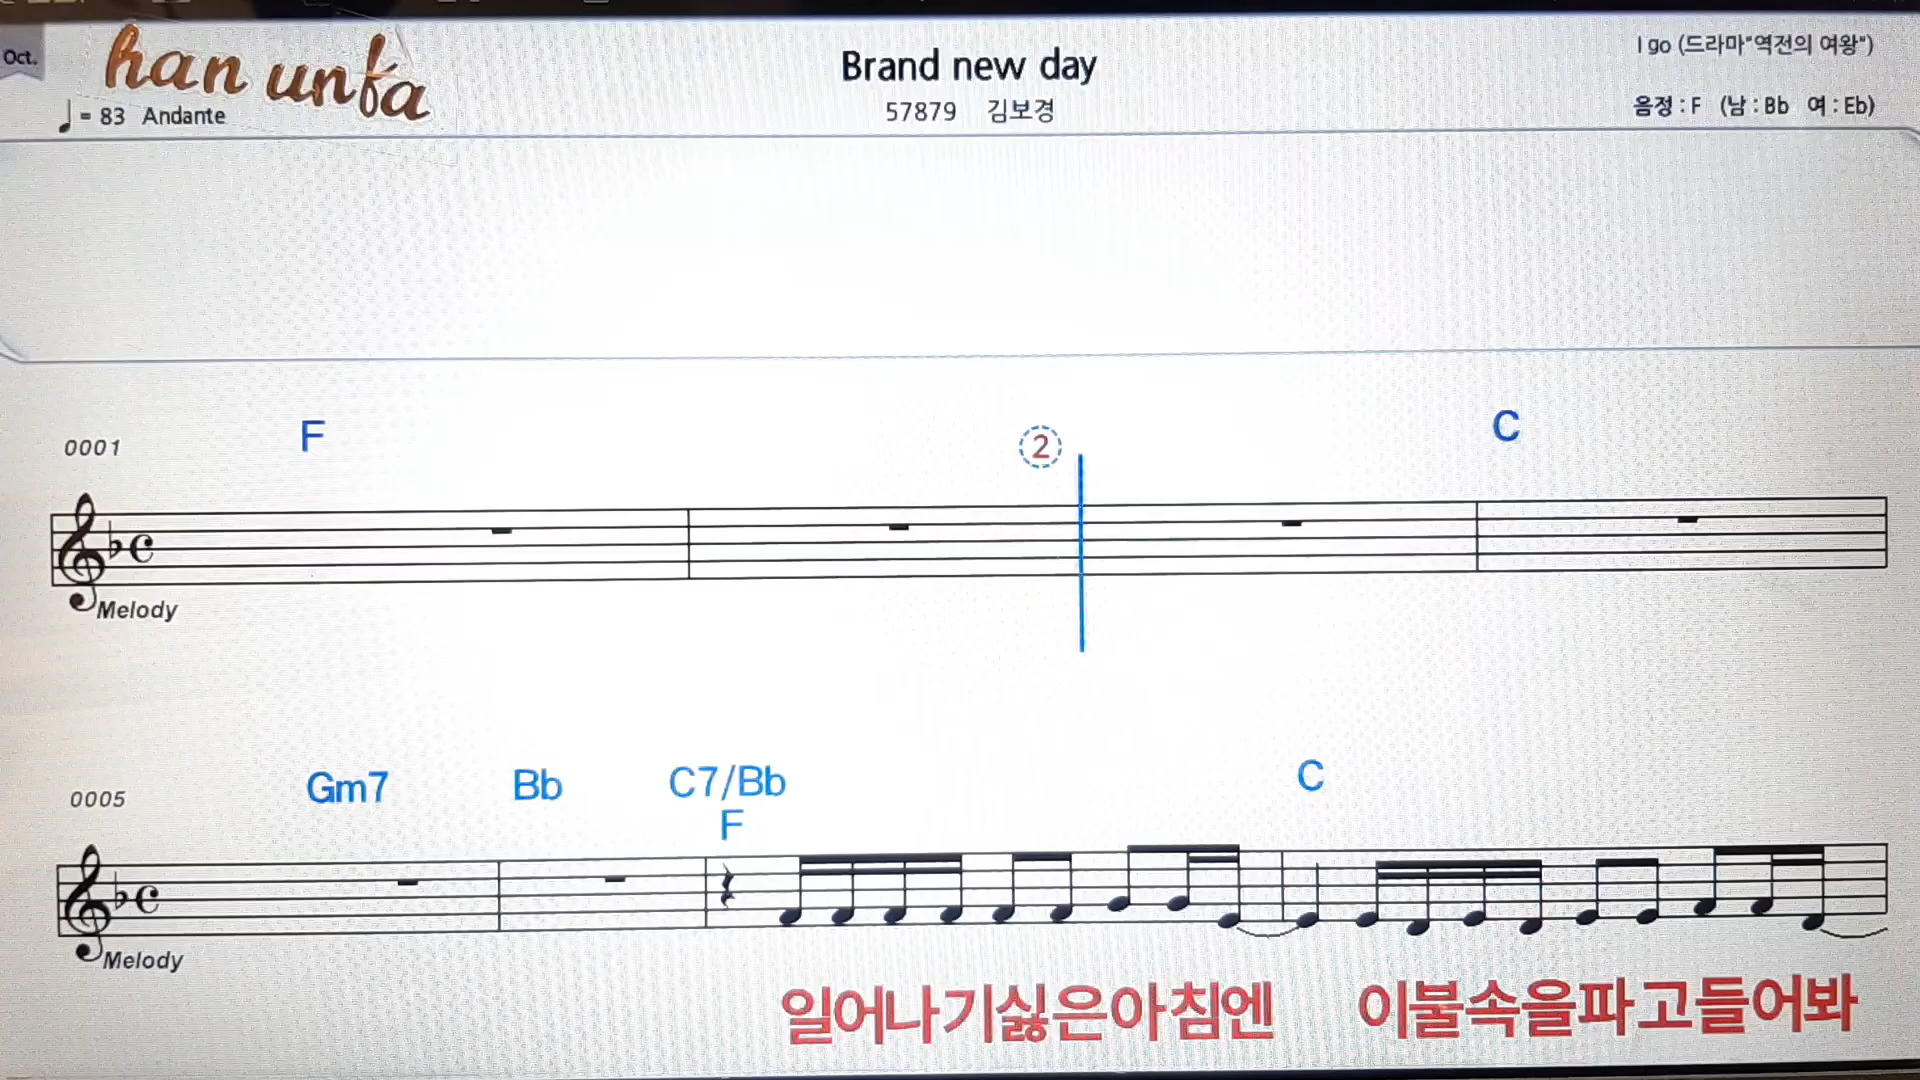 Oct.
han unfa
Brand new day
I go (드라마"역전의 여왕")
= 83 Andante
57879 김보경
음정 : F (남 : Bb 여 : Eb)
0001
F
2
C
Melody
0005
Gm7 Bb C7/Bb C
F
Melody
일어나기싫은아침엔 이불속을파고들어봐